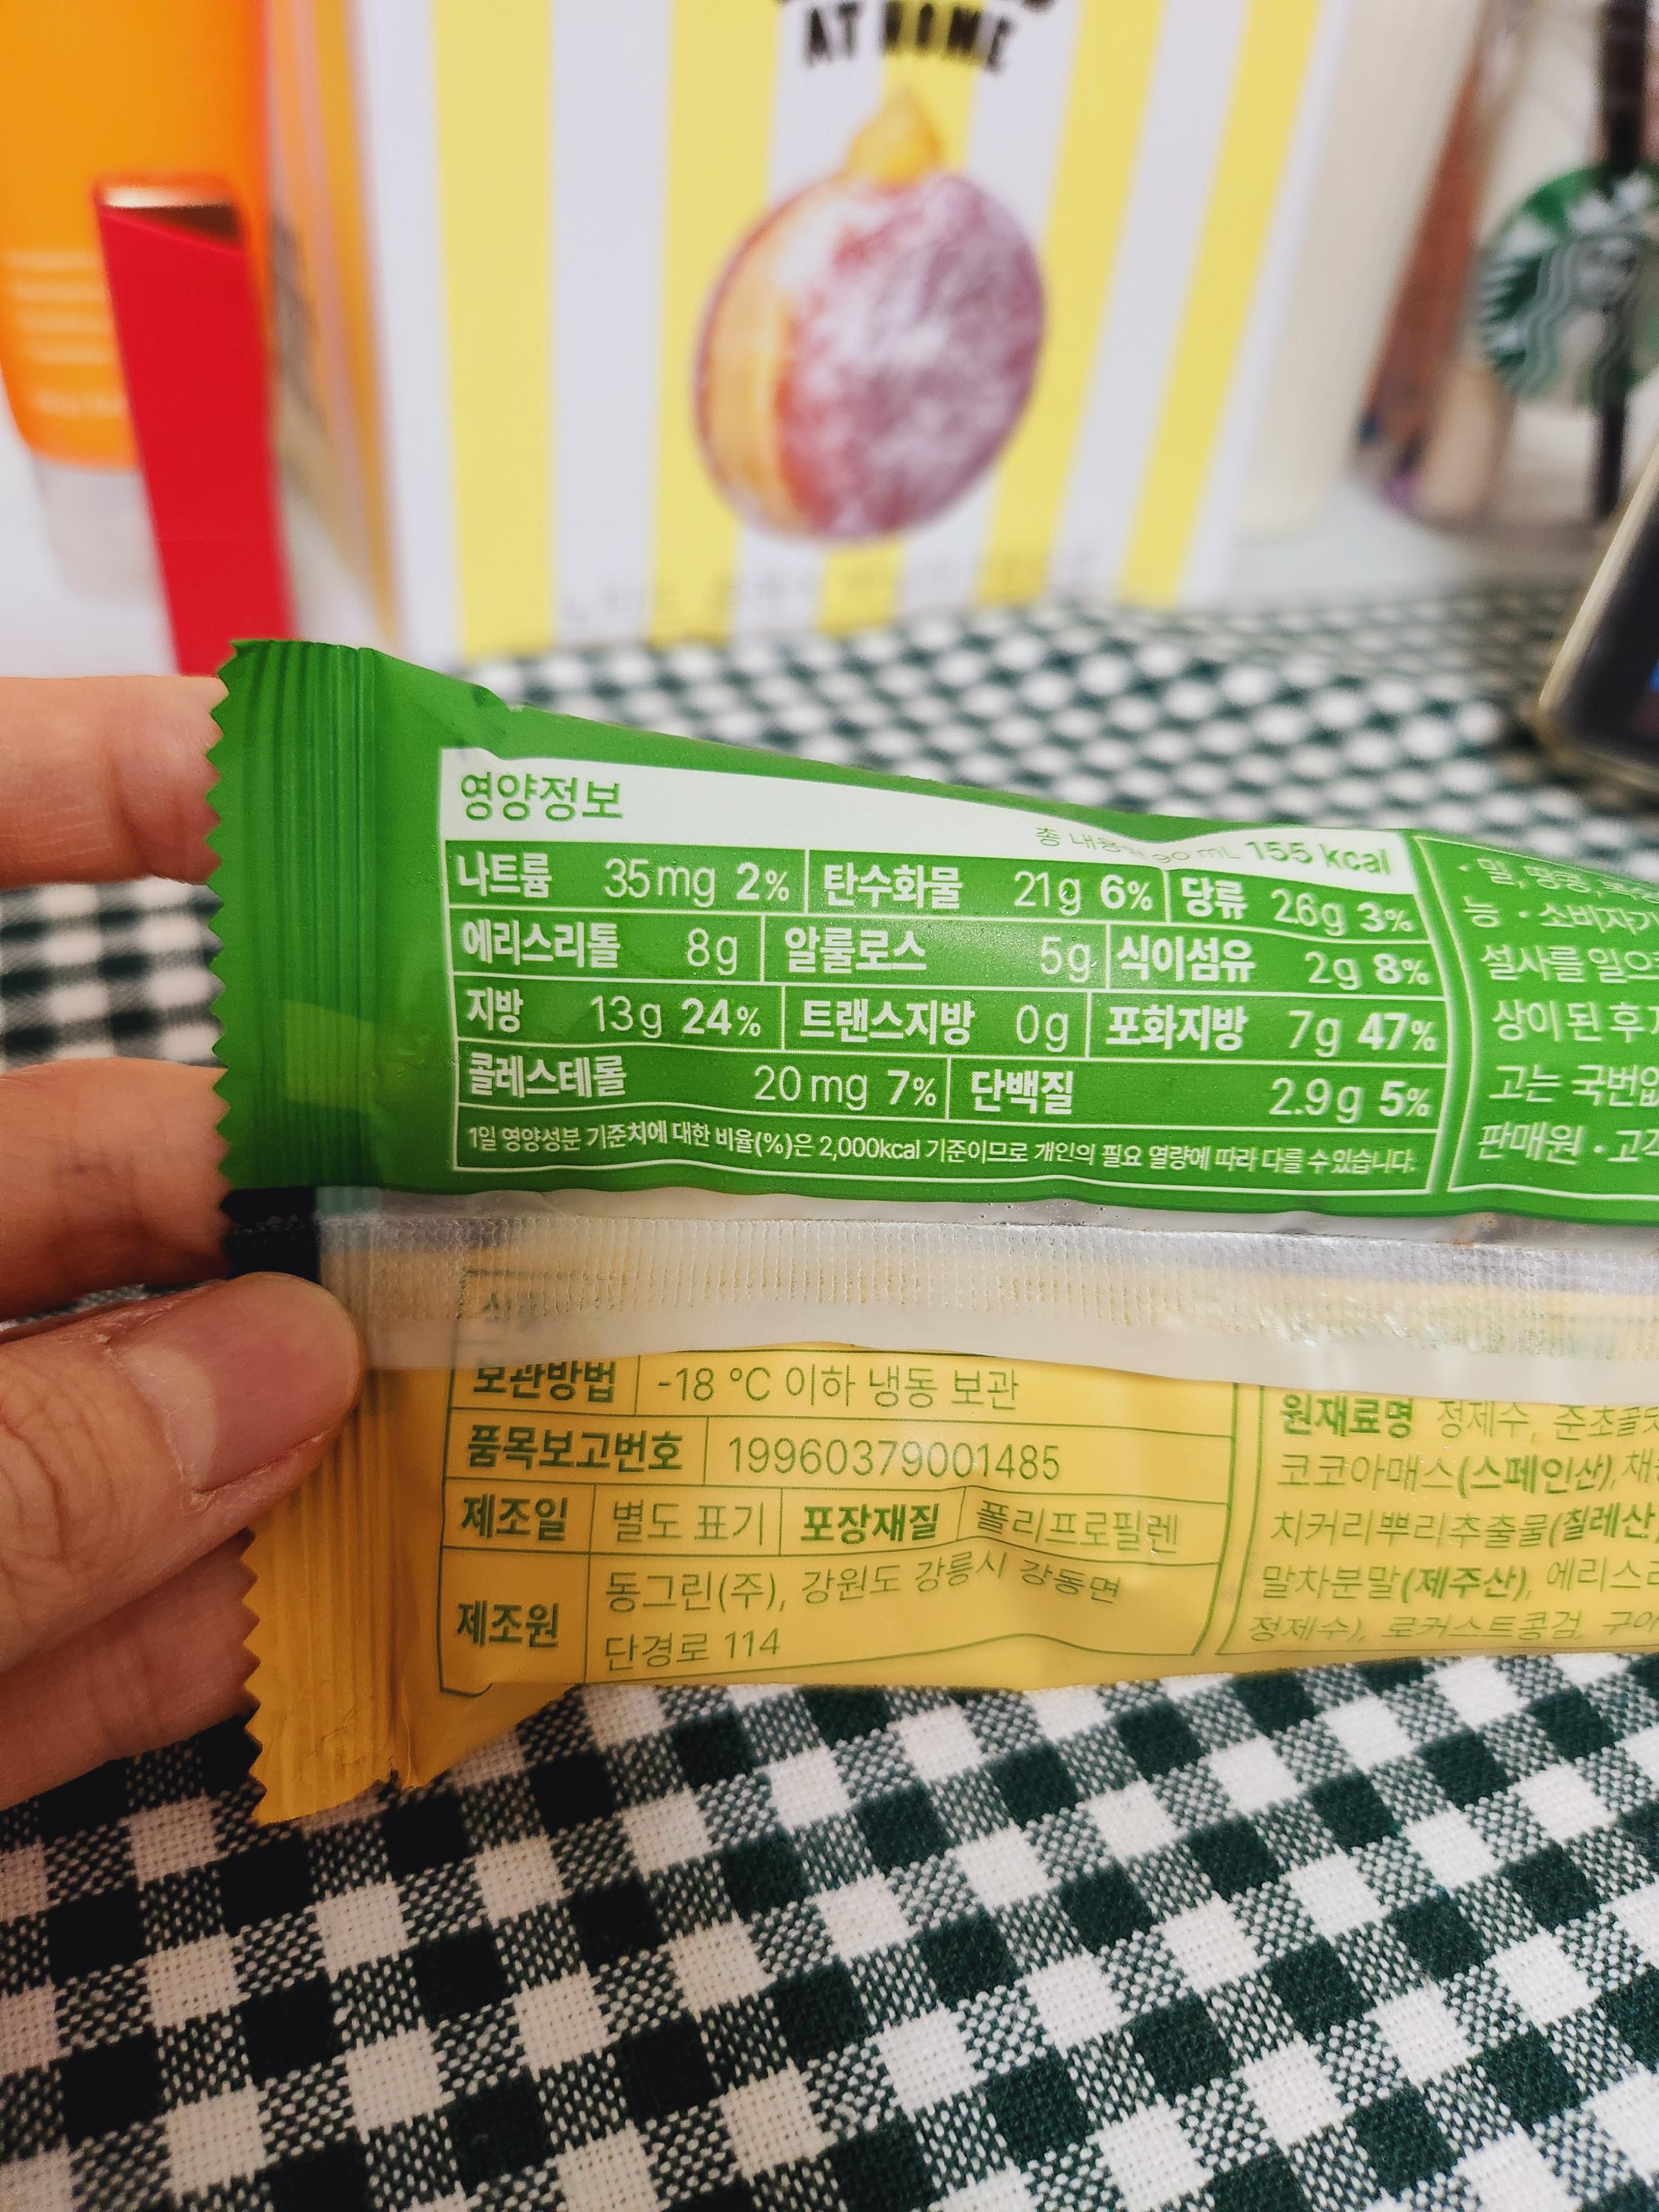 AT HOME
영양정보
총 내용량 90 mL 155 kcal
나트륨 35mg 2% 탄수화물 21g 6% 당류 2.6g 3%
에리스리톨 8g 알룰로스 5g 식이섬유 2g 8%
지방 13g 24% 트랜스지방 0g 포화지방 7g 47%
콜레스테롤 20mg 7% 단백질 2.9g 5%
1일 영양성분 기준치에 대한 비율(%)은 2,000kcal 기준이므로 개인의 필요 열량에 따라 다를 수 있습니다.
· 밀, 땅콩,
능 · 소비자기
설사를 일으
상이 된 후
고는 국번없
판매원 · 고객
보관방법 -18 °C 이하 냉동 보관
품목보고번호 19960379001485
제조일 별도 표기 포장재질 폴리프로필렌
제조원 동그린(주), 강원도 강릉시 강동면
단경로 114
원재료명 정제수, 준초콜릿
코코아매스(스페인산),
치커리뿌리추출물(칠레산)
말차분말(제주산), 에리스리
정제수), 로커스트콩검, 구아